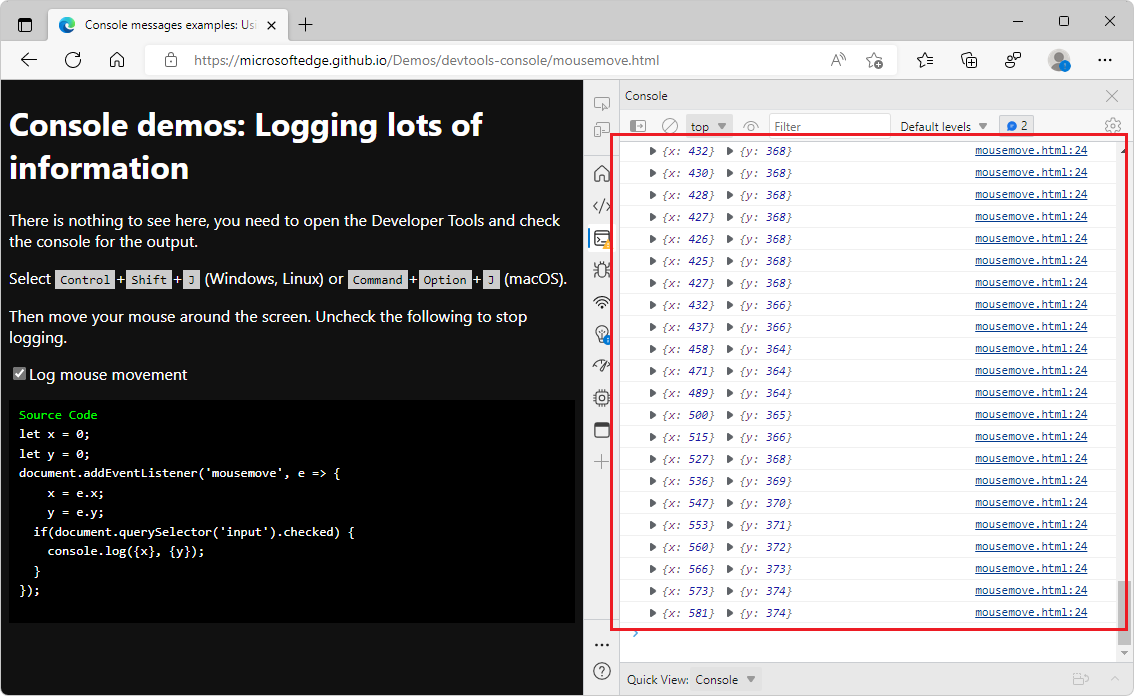 Console messages examples: Usi
https://microsoftedge.github.io/Demos/devtools-console/mousemove.html
Console demos: Logging lots of
information
There is nothing to see here, you need to open the Developer Tools and check
the console for the output.
Select Control + Shift + J (Windows, Linux) or Command + Option + J (macOS).
Then move your mouse around the screen. Uncheck the following to stop
logging.
Log mouse movement
Source Code
let x = 0;
let y = 0;
document.addEventListener('mousemove', e => {
    x = e.x;
    y = e.y;
  if(document.querySelector('input').checked) {
    console.log({x}, {y});
  }
});
Console
top Filter Default levels 2
{x: 432} {y: 368} mousemove.html:24
{x: 430} {y: 368} mousemove.html:24
{x: 428} {y: 368} mousemove.html:24
{x: 427} {y: 368} mousemove.html:24
{x: 426} {y: 368} mousemove.html:24
{x: 425} {y: 368} mousemove.html:24
{x: 427} {y: 368} mousemove.html:24
{x: 432} {y: 366} mousemove.html:24
{x: 437} {y: 366} mousemove.html:24
{x: 458} {y: 364} mousemove.html:24
{x: 471} {y: 364} mousemove.html:24
{x: 489} {y: 364} mousemove.html:24
{x: 500} {y: 365} mousemove.html:24
{x: 515} {y: 366} mousemove.html:24
{x: 527} {y: 368} mousemove.html:24
{x: 536} {y: 369} mousemove.html:24
{x: 547} {y: 370} mousemove.html:24
{x: 553} {y: 371} mousemove.html:24
{x: 560} {y: 372} mousemove.html:24
{x: 566} {y: 373} mousemove.html:24
{x: 573} {y: 374} mousemove.html:24
{x: 581} {y: 374} mousemove.html:24
Quick View: Console